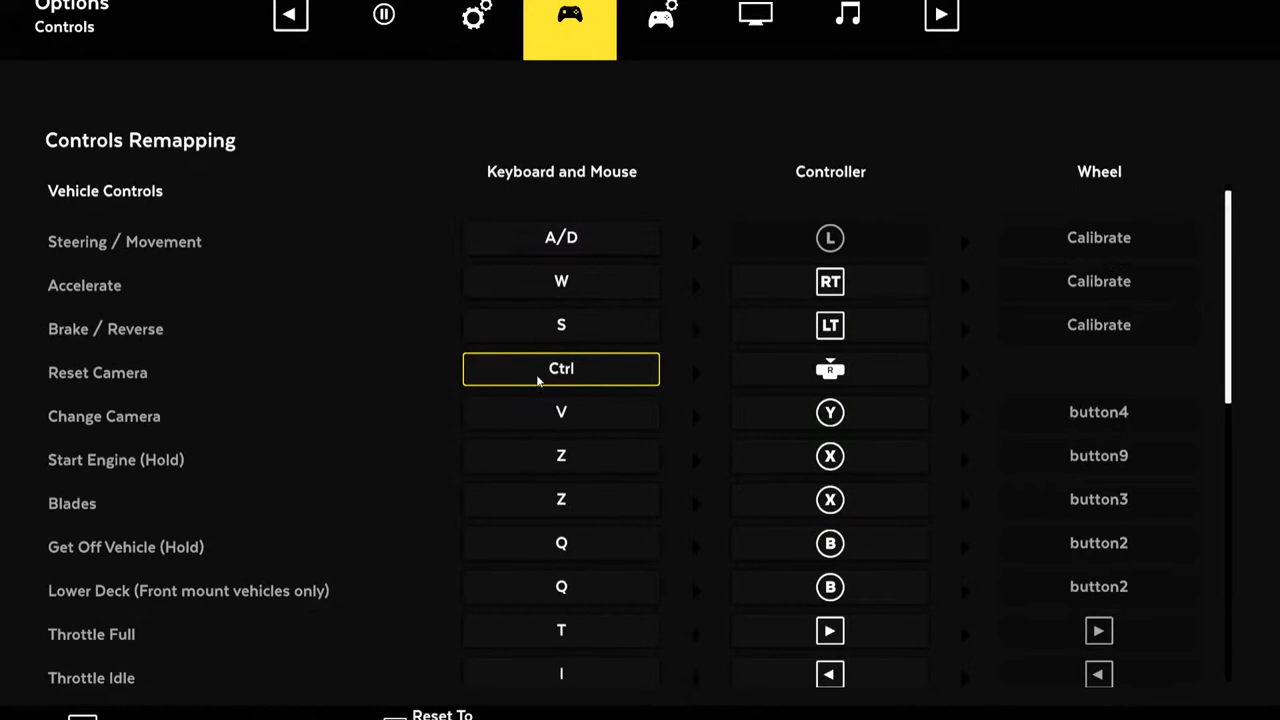 Options
Controls
Controls Remapping
Keyboard and Mouse Controller Wheel
Vehicle Controls
Steering / Movement A/D L Calibrate
Accelerate W RT Calibrate
Brake / Reverse S LT Calibrate
Reset Camera Ctrl R
Change Camera V Y button4
Start Engine (Hold) Z X button9
Blades Z X button3
Get Off Vehicle (Hold) Q B button2
Lower Deck (Front mount vehicles only) Q B button2
Throttle Full T
Throttle Idle I
Reset To